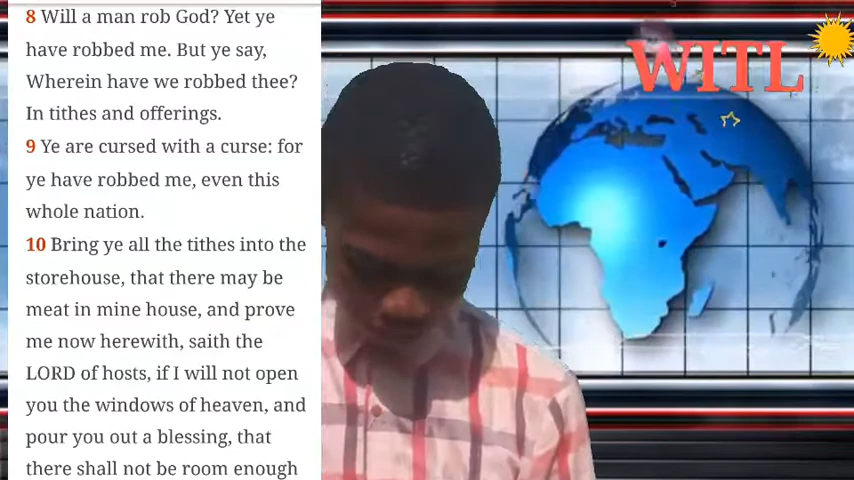 8 Will a man rob God? Yet ye
have robbed me. But ye say,
Wherein have we robbed thee?
In tithes and offerings.
9 Ye are cursed with a curse: for
ye have robbed me, even this
whole nation.
10 Bring ye all the tithes into the
storehouse, that there may be
meat in mine house, and prove
me now herewith, saith the
LORD of hosts, if I will not open
you the windows of heaven, and
pour you out a blessing, that
there shall not be room enough
WITL